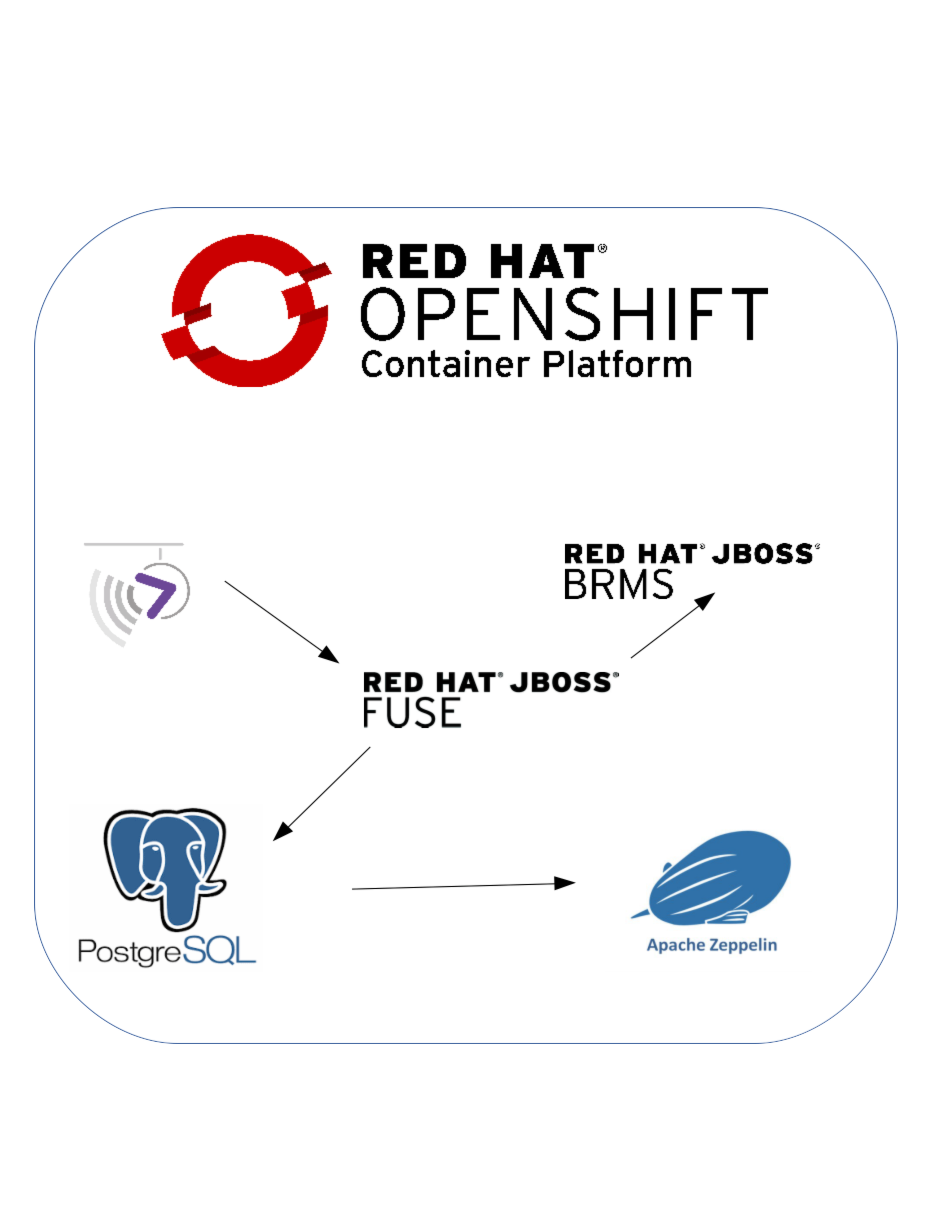 RED HAT®
OPENSHIFT
Container Platform
RED HAT® JBOSS®
BRMS
RED HAT® JBOSS®
FUSE
PostgreSQL
Apache Zeppelin